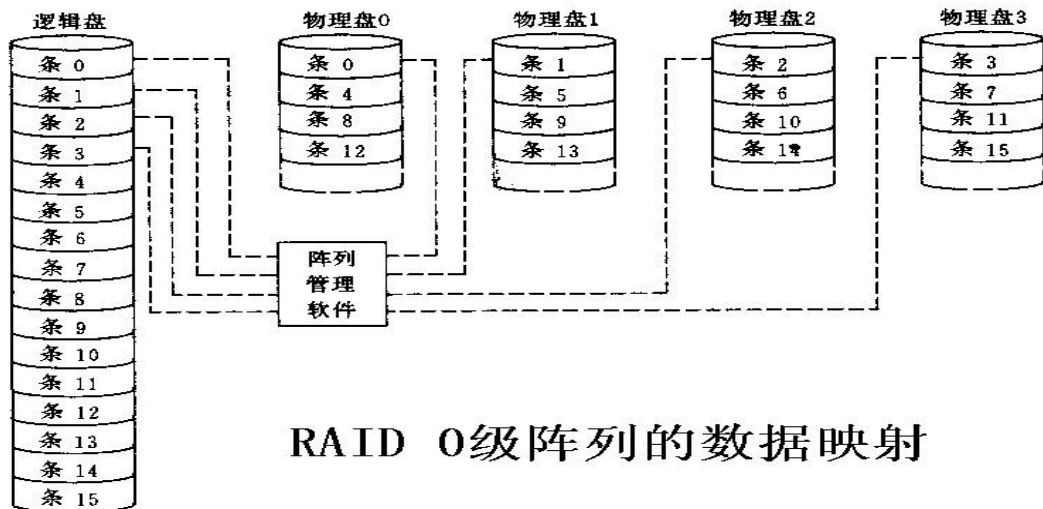 逻辑盘
条 0
条 1
条 2
条 3
条 4
条 5
条 6
条 7
条 8
条 9
条 10
条 11
条 12
条 13
条 14
条 15
物理盘0
条 0
条 4
条 8
条 12
物理盘1
条 1
条 5
条 9
条 13
物理盘2
条 2
条 6
条 10
条 14
物理盘3
条 3
条 7
条 11
条 15
阵列
管理
软件
RAID 0级阵列的数据映射